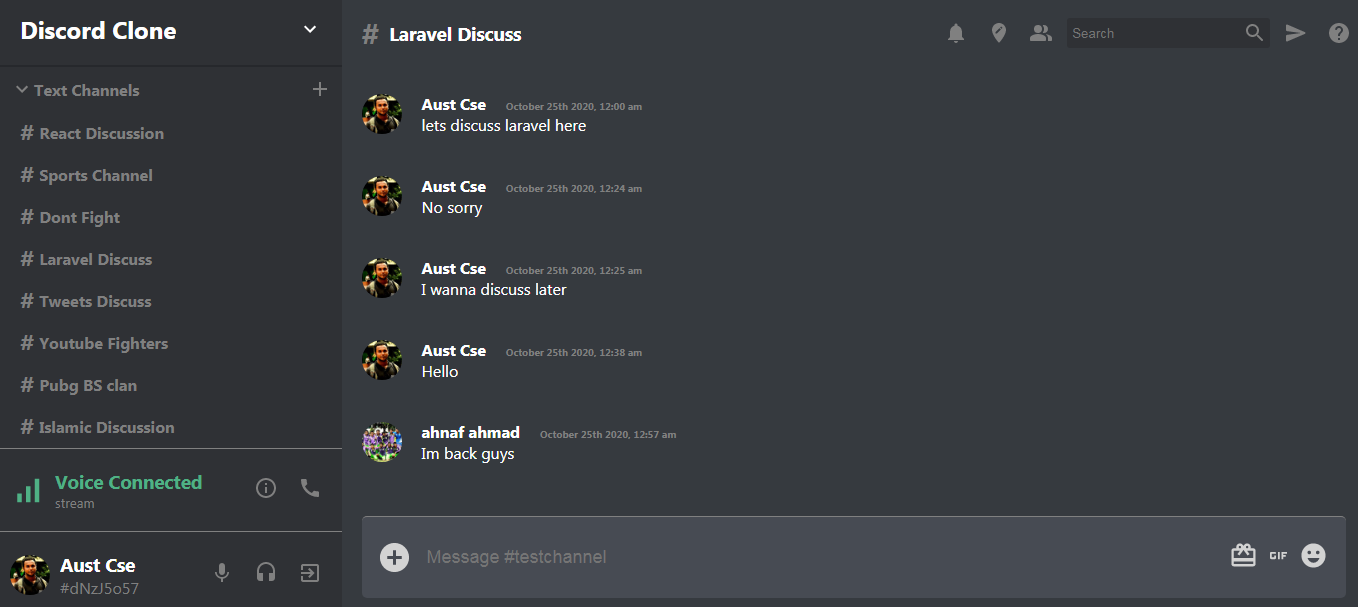 Discord Clone
Text Channels
# React Discussion
# Sports Channel
# Dont Fight
# Laravel Discuss
# Tweets Discuss
# Youtube Fighters
# Pubg BS clan
# Islamic Discussion
Voice Connected
stream
Aust Cse
#dNzJ5o57
# Laravel Discuss
Search
Aust Cse October 25th 2020, 12:00 am
lets discuss laravel here
Aust Cse October 25th 2020, 12:24 am
No sorry
Aust Cse October 25th 2020, 12:25 am
I wanna discuss later
Aust Cse October 25th 2020, 12:38 am
Hello
ahnaf ahmad October 25th 2020, 12:57 am
Im back guys
Message #testchannel
GIF